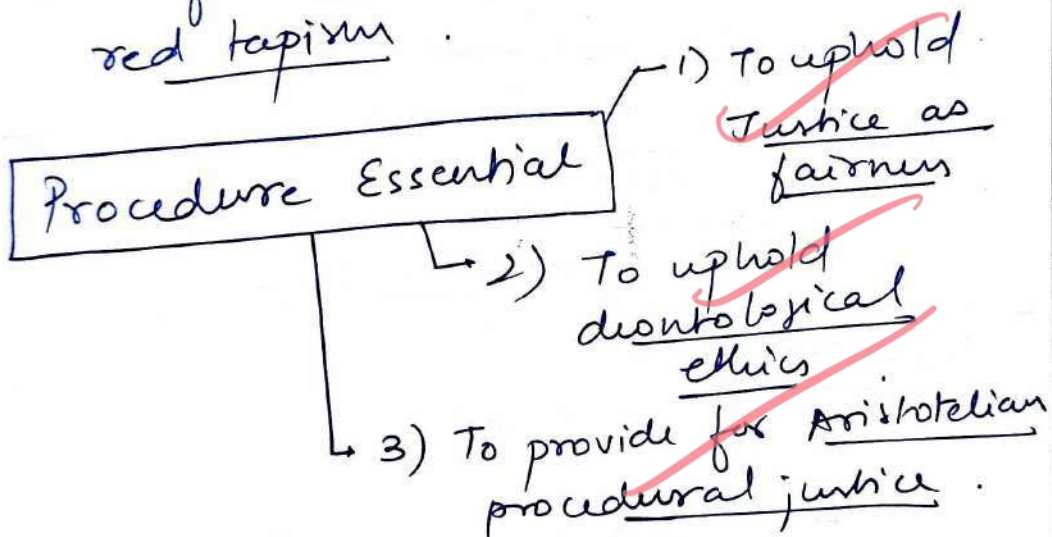 red tapism.
1) To uphold
Justice as
fairness
Procedure Essential
2) To uphold
deontological
ethics
3) To provide for Aristotelian
procedural justice.